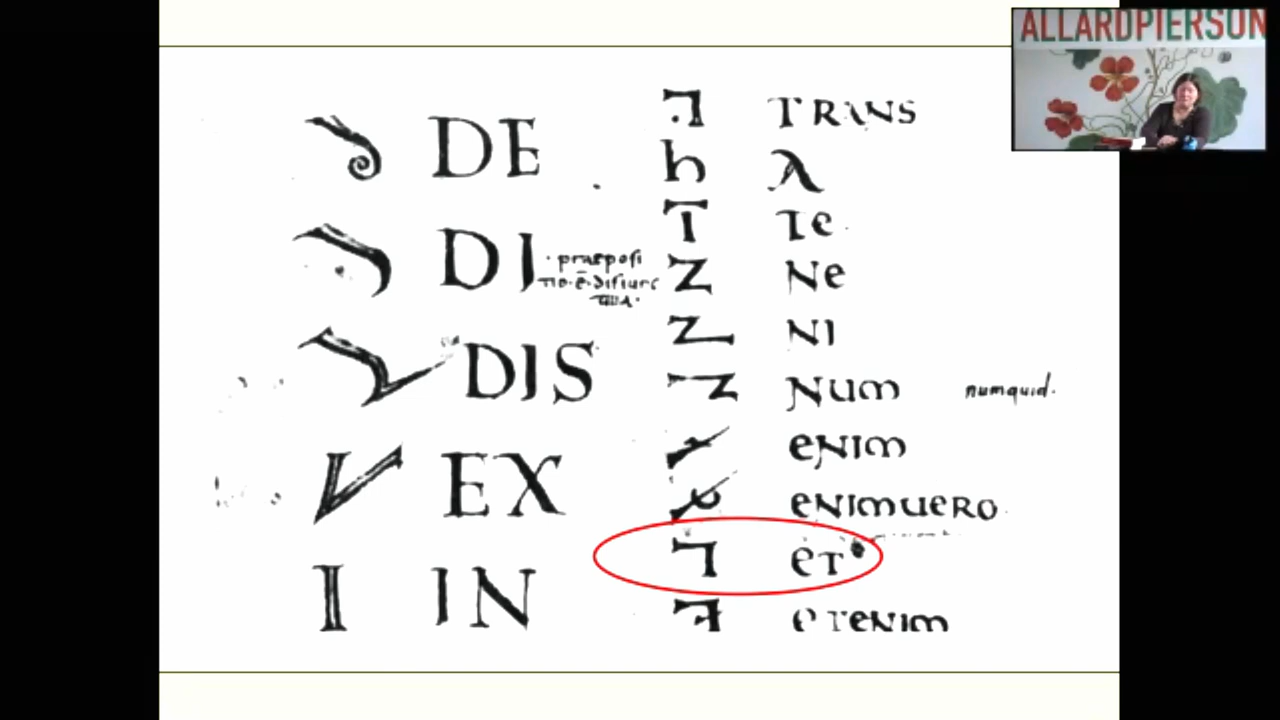 ALLARDPIERSON
DE
DI · praeposi
tio·ē·disiunc
tiua·
DIS
EX
I IN
TRANS
h λ
T Te
Z Ne
NI
Num numquid·
eNim
eNimuero
eT
eTeNim